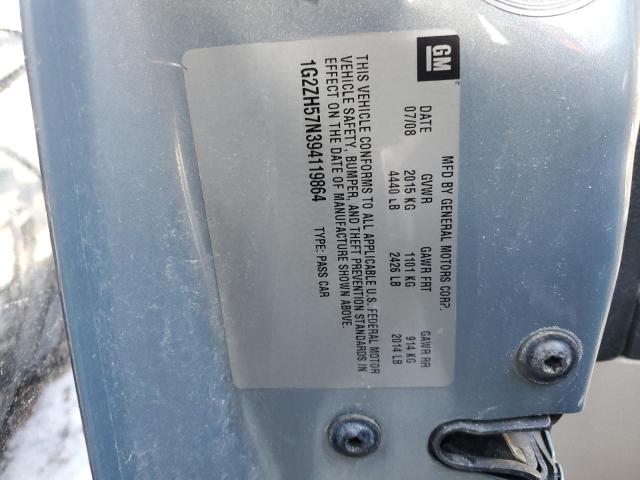 GM
MFD BY GENERAL MOTORS CORP.
DATE GVWR GAWR FRT GAWR RR
07/08 2015 KG 1101 KG 914 KG
4440 LB 2426 LB 2014 LB
THIS VEHICLE CONFORMS TO ALL APPLICABLE U.S. FEDERAL MOTOR
VEHICLE SAFETY, BUMPER, AND THEFT PREVENTION STANDARDS IN
EFFECT ON THE DATE OF MANUFACTURE SHOWN ABOVE.
1G2ZH57N394119864 TYPE: PASS CAR